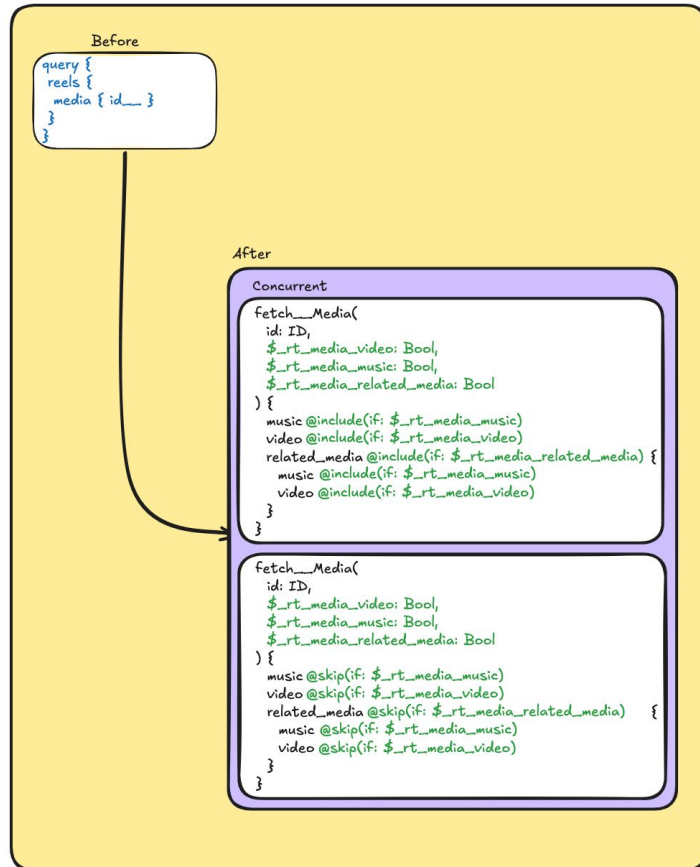 Before
query {
reels {
media { id__ }
}
}
After
Concurrent
fetch__Media(
id: ID,
$_rt_media_video: Bool,
$_rt_media_music: Bool,
$_rt_media_related_media: Bool
) {
music @include(if: $_rt_media_music)
video @include(if: $_rt_media_video)
related_media @include(if: $_rt_media_related_media) {
music @include(if: $_rt_media_music)
video @include(if: $_rt_media_video)
}
}
fetch__Media(
id: ID,
$_rt_media_video: Bool,
$_rt_media_music: Bool,
$_rt_media_related_media: Bool
) {
music @skip(if: $_rt_media_music)
video @skip(if: $_rt_media_video)
related_media @skip(if: $_rt_media_related_media) {
music @skip(if: $_rt_media_music)
video @skip(if: $_rt_media_video)
}
}